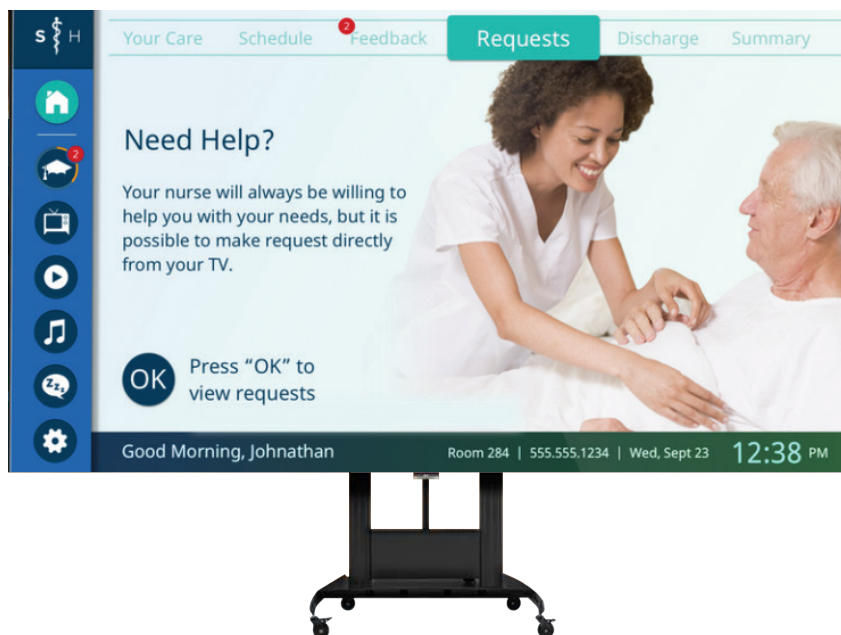 S H
Your Care Schedule 2 Feedback Requests Discharge Summary
2
Need Help?
Your nurse will always be willing to
help you with your needs, but it is
possible to make request directly
from your TV.
OK
Press “OK” to
view requests
Zzz
Good Morning, Johnathan Room 284 | 555.555.1234 | Wed, Sept 23 12:38 PM